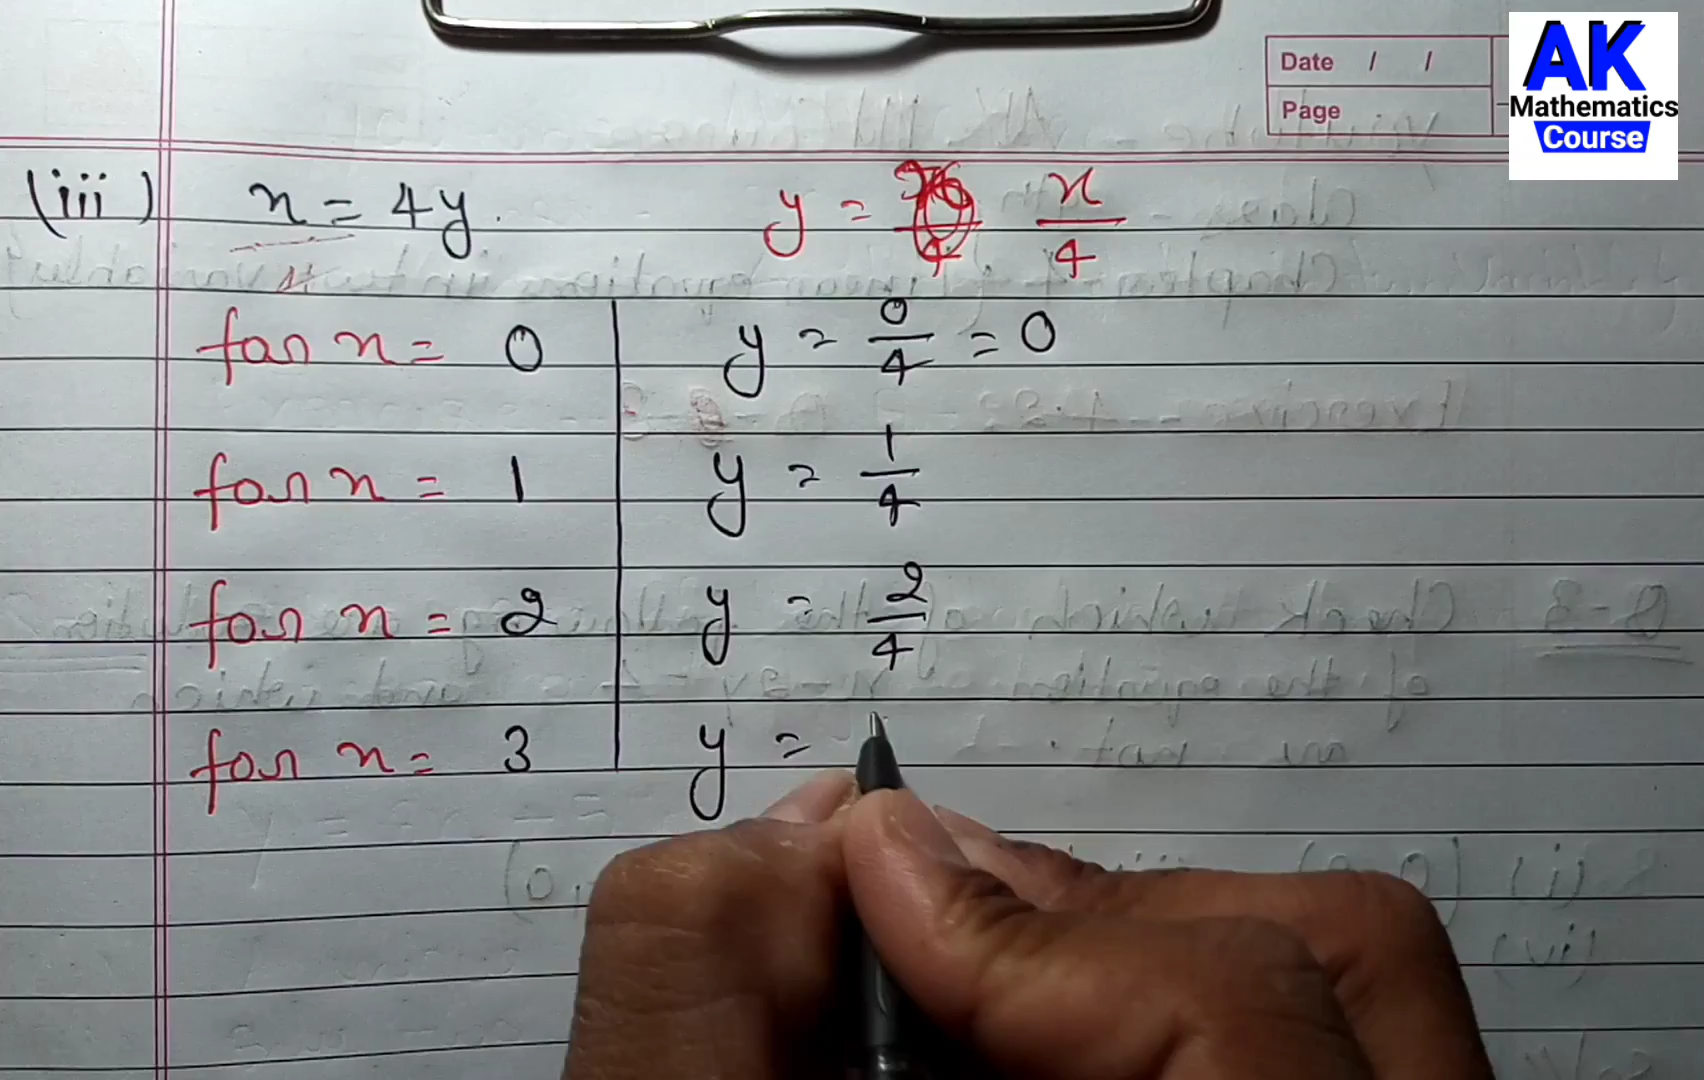 Date / /
Page
AK
Mathematics
Course
(iii) x = 4y. y = x/4
for x = 0 y = 0/4 = 0
for x = 1 y = 1/4
for x = 2 y = 2/4
for x = 3 y =